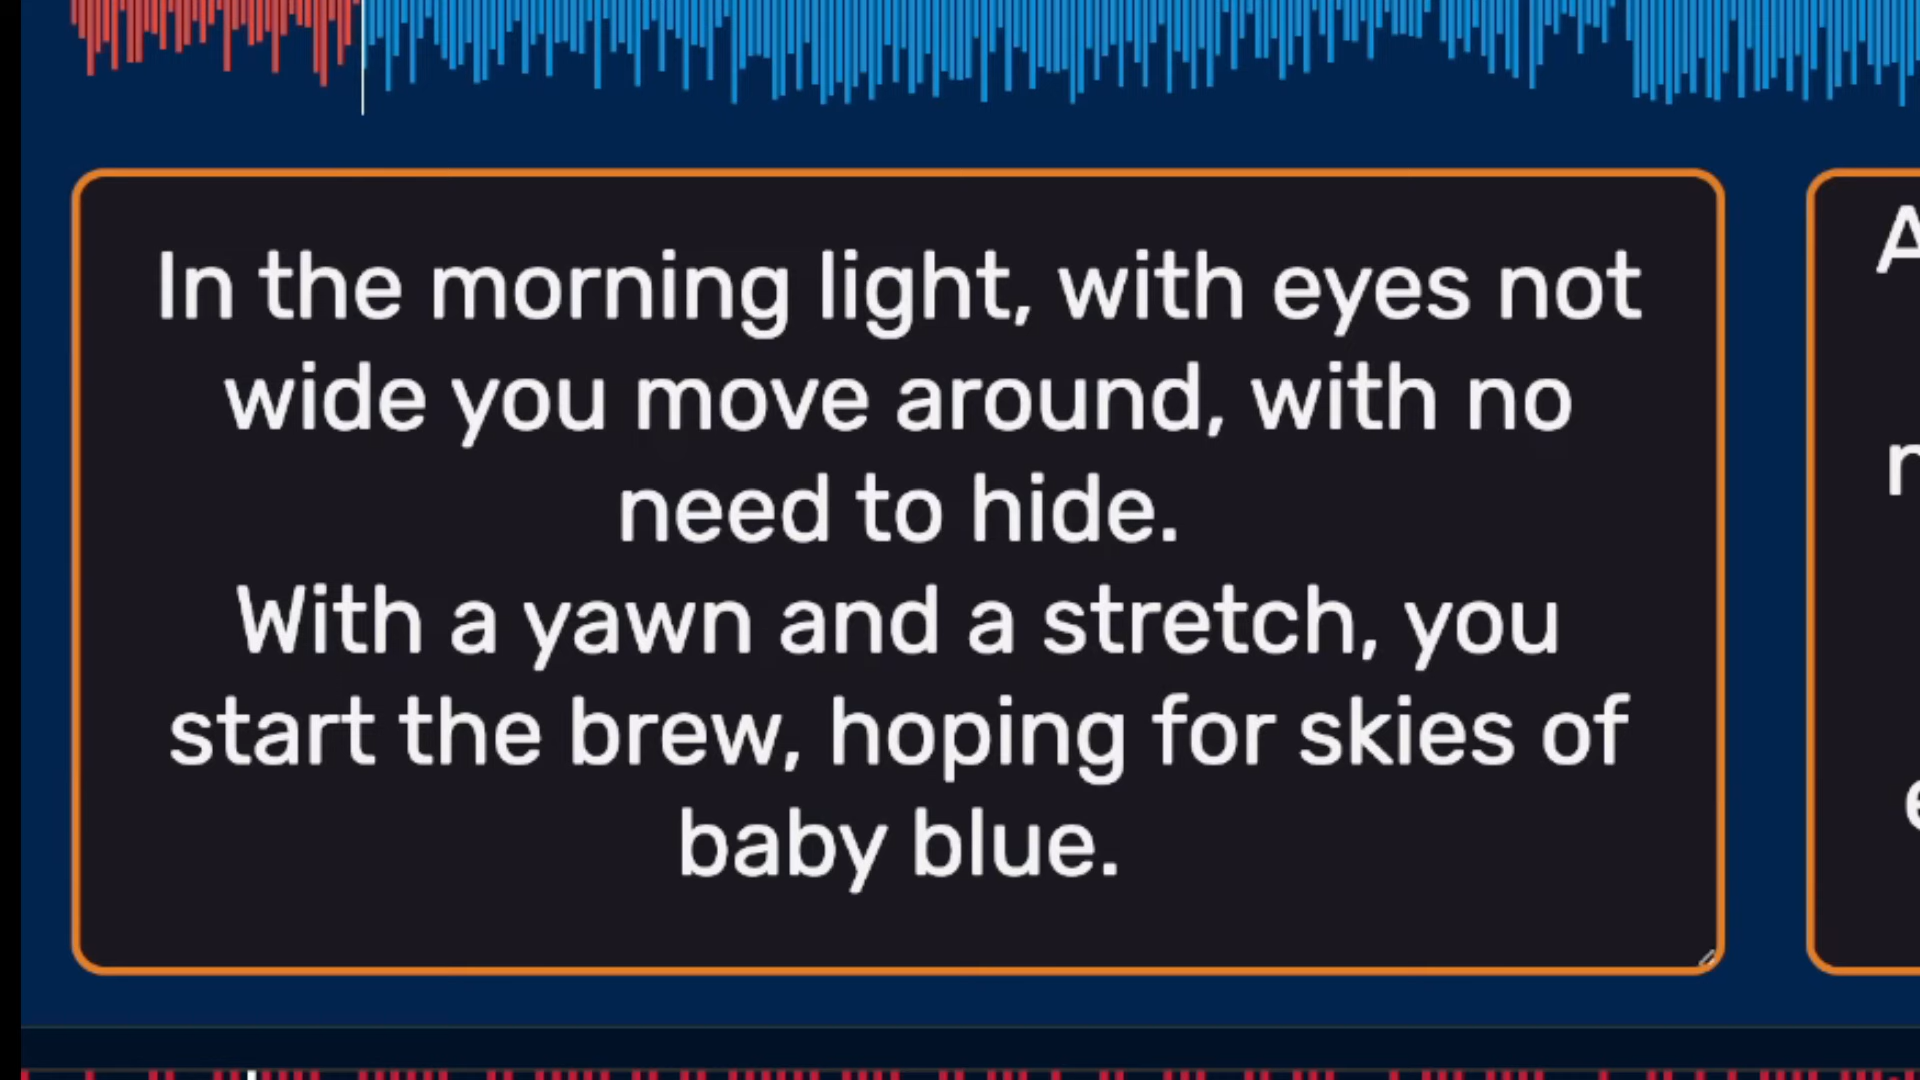 In the morning light, with eyes not
wide you move around, with no
need to hide.
With a yawn and a stretch, you
start the brew, hoping for skies of
baby blue.